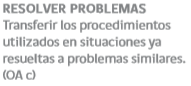 RESOLVER PROBLEMAS
Transferir los procedimientos
utilizados en situaciones ya
resueltas a problemas similares.
(OA c)